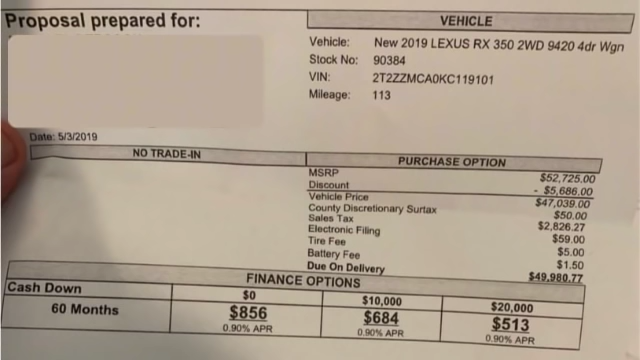 Proposal prepared for:
VEHICLE
Vehicle: New 2019 LEXUS RX 350 2WD 9420 4dr Wgn
Stock No: 90384
VIN: 2T2ZZMCA0KC119101
Mileage: 113
Date: 5/3/2019
NO TRADE-IN
PURCHASE OPTION
MSRP $52,725.00
Discount - $5,686.00
Vehicle Price $47,039.00
County Discretionary Surtax $50.00
Sales Tax $2,826.27
Electronic Filing $59.00
Tire Fee $5.00
Battery Fee $1.50
Due On Delivery $49,980.77
FINANCE OPTIONS
Cash Down $0 $10,000 $20,000
60 Months $856 $684 $513
0.90% APR 0.90% APR 0.90% APR